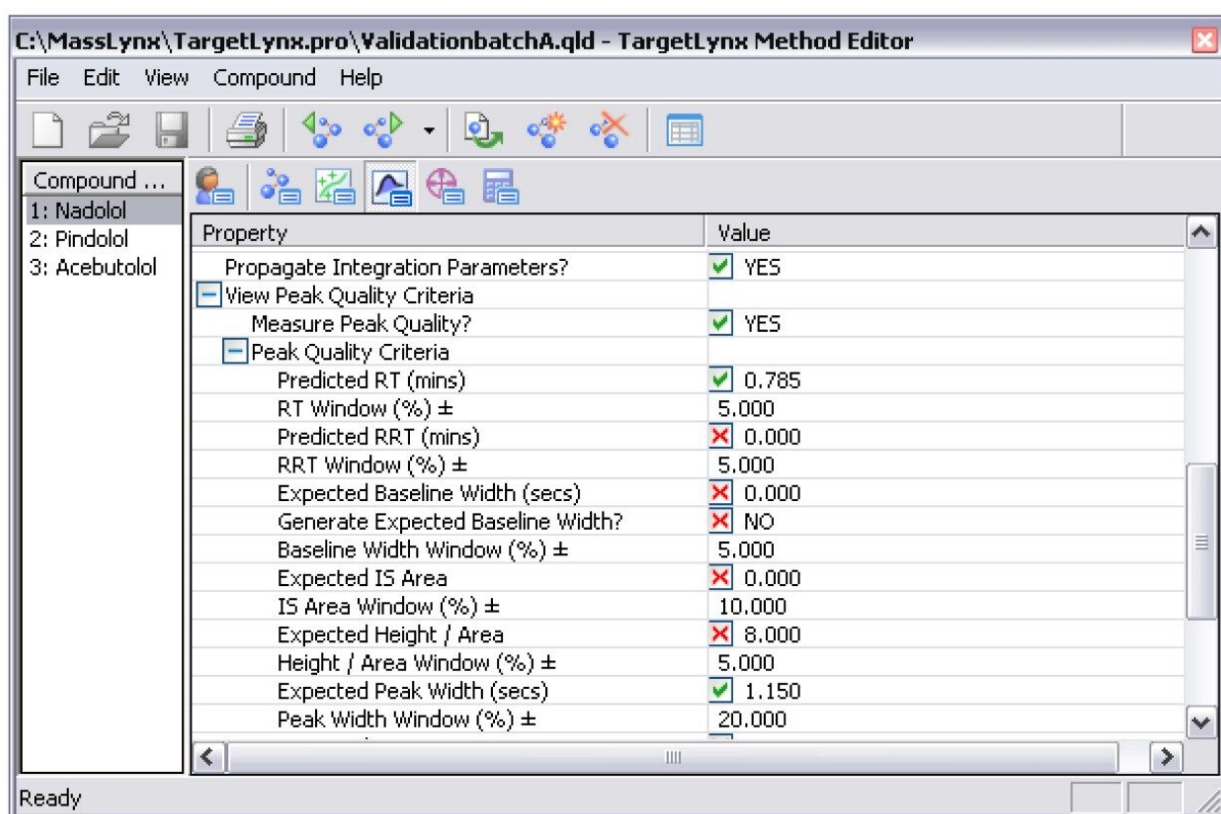 C:\MassLynx\TargetLynx.pro\ValidationbatchA.qld - TargetLynx Method Editor
File Edit View Compound Help
Compound ...
1: Nadolol
2: Pindolol
3: Acebutolol
Property Value
Propagate Integration Parameters? YES
View Peak Quality Criteria
Measure Peak Quality? YES
Peak Quality Criteria
Predicted RT (mins) 0.785
RT Window (%) ± 5.000
Predicted RRT (mins) 0.000
RRT Window (%) ± 5.000
Expected Baseline Width (secs) 0.000
Generate Expected Baseline Width? NO
Baseline Width Window (%) ± 5.000
Expected IS Area 0.000
IS Area Window (%) ± 10.000
Expected Height / Area 8.000
Height / Area Window (%) ± 5.000
Expected Peak Width (secs) 1.150
Peak Width Window (%) ± 20.000
Ready